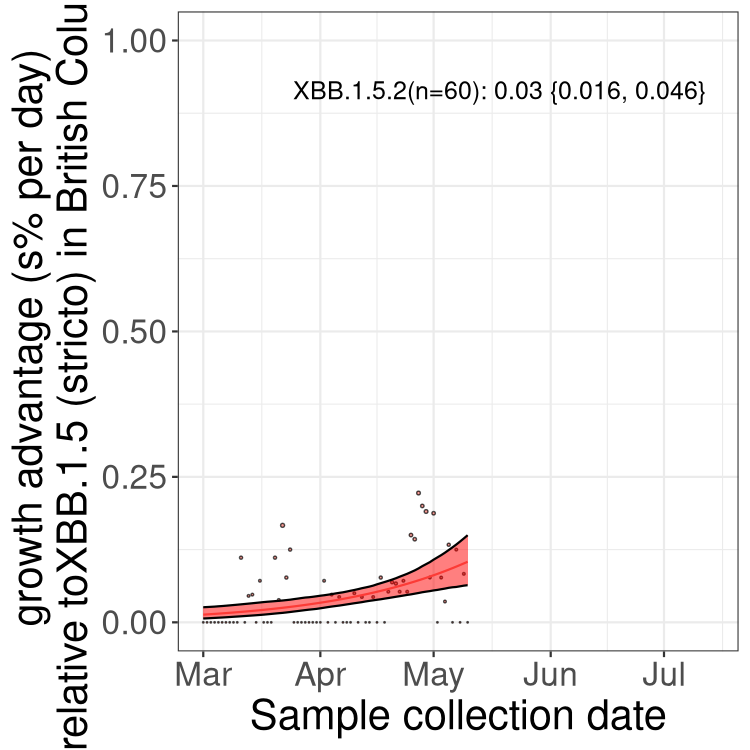 growth advantage (s% per day)
relative toXBB.1.5 (stricto) in British Colu
1.00
0.75
0.50
0.25
0.00
XBB.1.5.2(n=60): 0.03 {0.016, 0.046}
Mar Apr May Jun Jul
Sample collection date